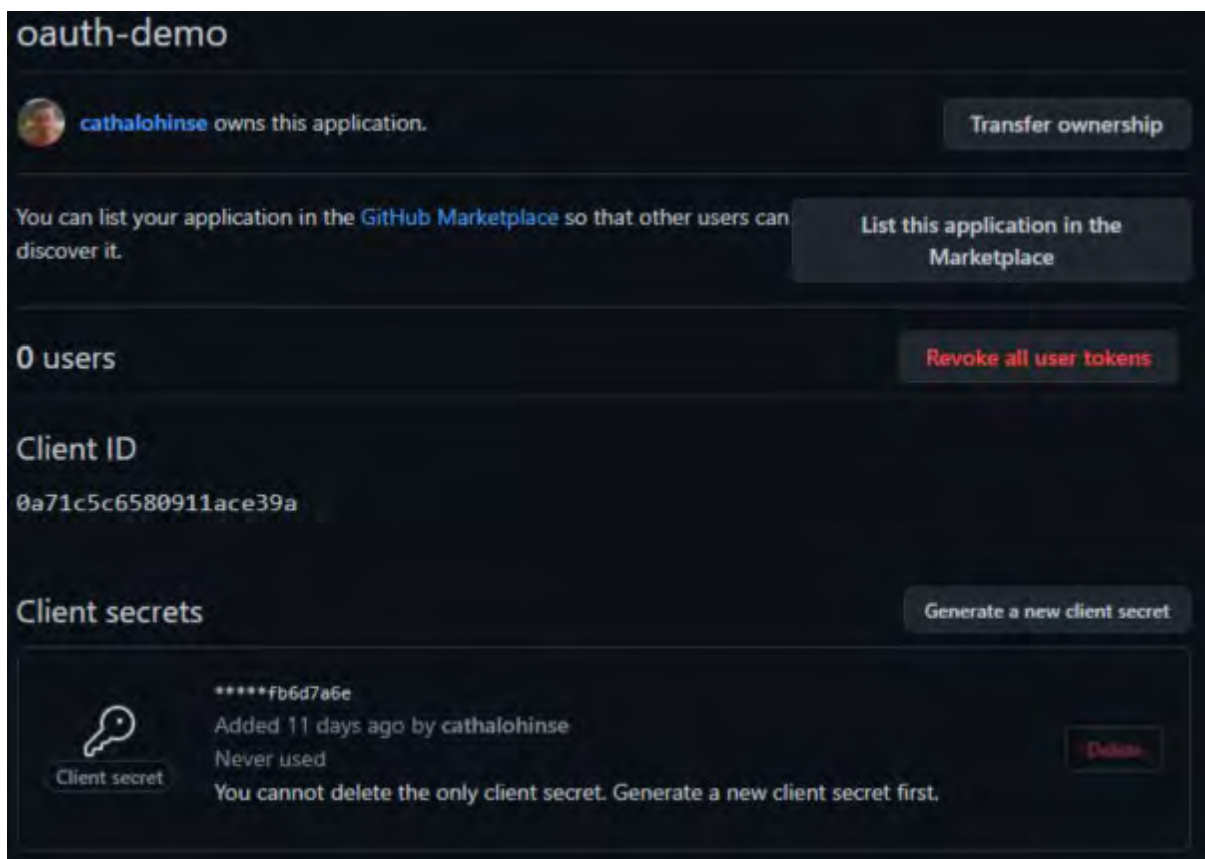 oauth-demo
cathalohinse owns this application.
Transfer ownership
You can list your application in the GitHub Marketplace so that other users can
discover it.
List this application in the
Marketplace
0 users
Revoke all user tokens
Client ID
0a71c5c6580911ace39a
Client secrets
Generate a new client secret
*****fb6d7a6e
Added 11 days ago by cathalohinse
Never used
Client secret
You cannot delete the only client secret. Generate a new client secret first.
Delete